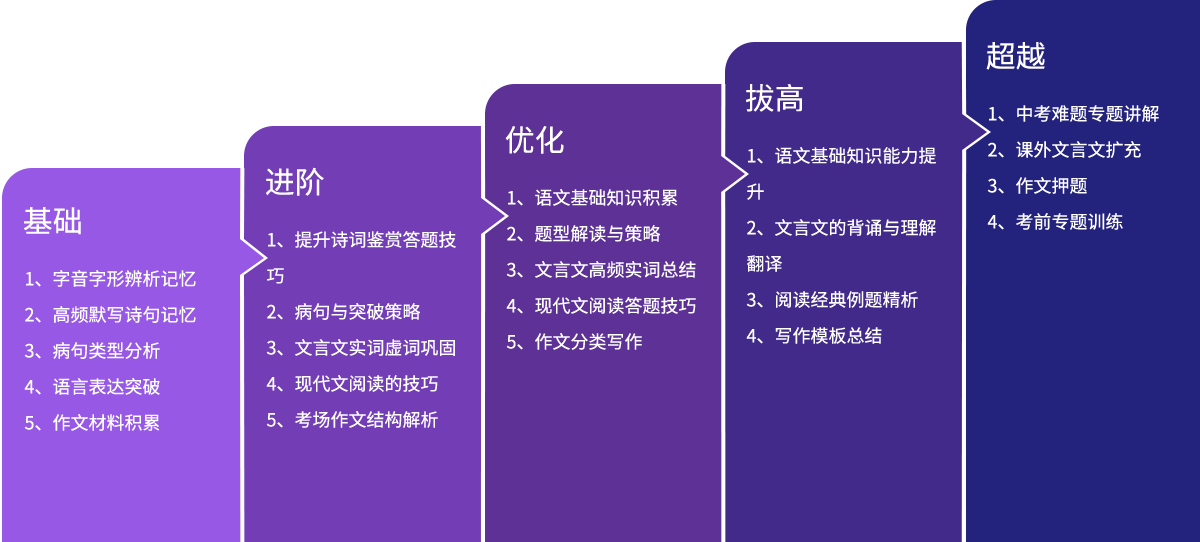 基础
1、字音字形辨析记忆
2、高频默写诗句记忆
3、病句类型分析
4、语言表达突破
5、作文材料积累
进阶
1、提升诗词鉴赏答题技
巧
2、病句与突破策略
3、文言文实词虚词巩固
4、现代文阅读的技巧
5、考场作文结构解析
优化
1、语文基础知识积累
2、题型解读与策略
3、文言文高频实词总结
4、现代文阅读答题技巧
5、作文分类写作
拔高
1、语文基础知识能力提
升
2、文言文的背诵与理解
翻译
3、阅读经典例题精析
4、写作模板总结
超越
1、中考难题专题讲解
2、课外文言文扩充
3、作文押题
4、考前专题训练